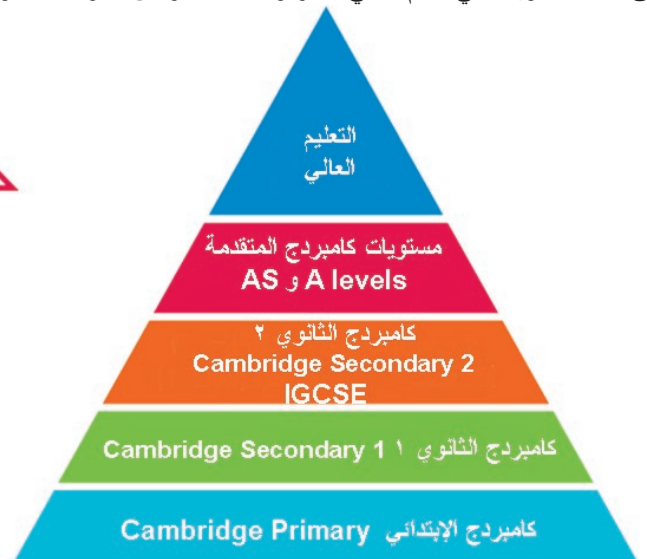 التعليم
العالي
مستويات كامبردج المتقدمة
AS و A levels
كامبردج الثانوي ٢
Cambridge Secondary 2
IGCSE
كامبردج الثانوي ١ Cambridge Secondary 1
كامبردج الإبتدائي Cambridge Primary